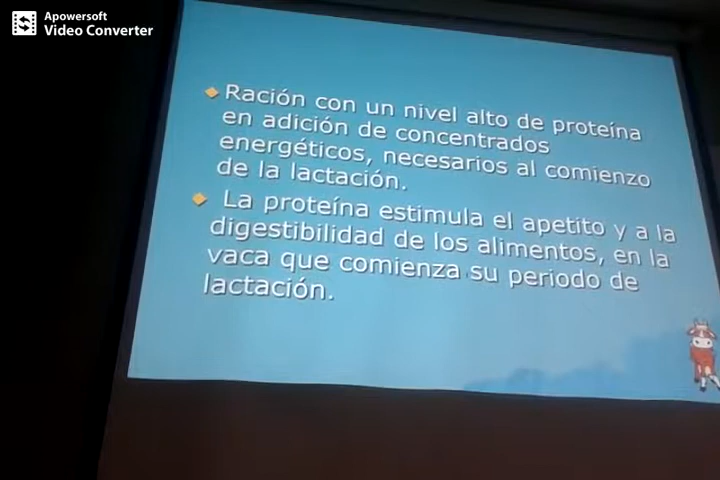 Apowersoft
Video Converter
Ración con un nivel alto de proteína
en adición de concentrados
energéticos, necesarios al comienzo
de la lactación.
La proteína estimula el apetito y a la
digestibilidad de los alimentos, en la
vaca que comienza su periodo de
lactación.